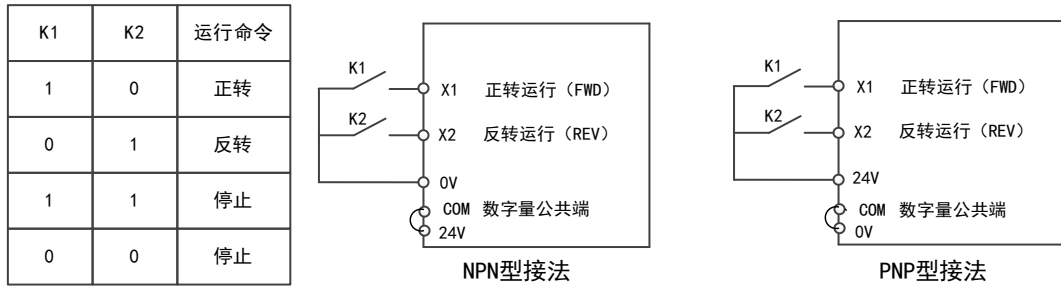 K1 K2 运行命令
1 0 正转
0 1 反转
1 1 停止
0 0 停止
K1
X1 正转运行（FWD）
K2
X2 反转运行（REV）
0V
COM 数字量公共端
24V
NPN型接法
K1
X1 正转运行（FWD）
K2
X2 反转运行（REV）
24V
COM 数字量公共端
0V
PNP型接法